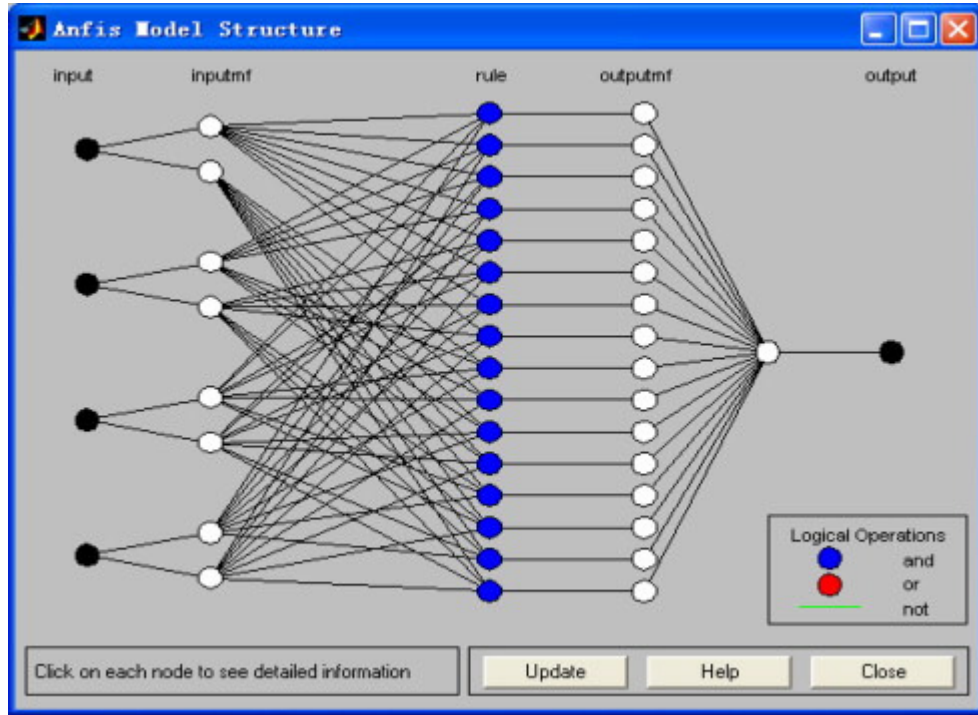 Anfis Model Structure
input inputmf rule outputmf output
Logical Operations
and
or
not
Click on each node to see detailed information
Update Help Close